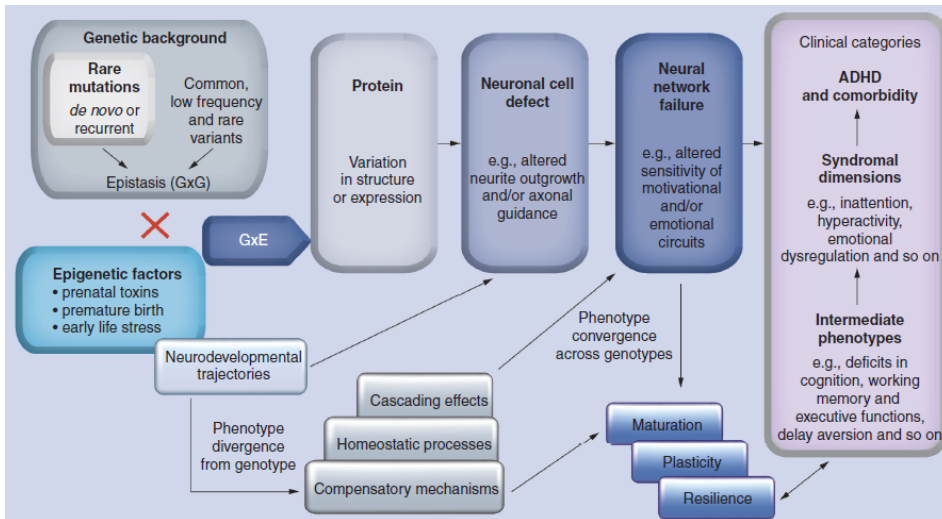 Genetic background
Rare
mutations
de novo or
recurrent
Common,
low frequency
and rare
variants
Epistasis (GxG)
GxE
Epigenetic factors
• prenatal toxins
• premature birth
• early life stress
Neurodevelopmental
trajectories
Phenotype
divergence
from genotype
Protein
Variation
in structure
or expression
Neuronal cell
defect
e.g., altered
neurite outgrowth
and/or axonal
guidance
Neural
network
failure
e.g., altered
sensitivity of
motivational
and/or
emotional
circuits
Cascading effects
Homeostatic processes
Compensatory mechanisms
Phenotype
convergence
across genotypes
Maturation
Plasticity
Resilience
Clinical categories
ADHD
and comorbidity
Syndromal
dimensions
e.g., inattention,
hyperactivity,
emotional
dysregulation and so on
Intermediate
phenotypes
e.g., deficits in
cognition, working
memory and
executive functions,
delay aversion and so on